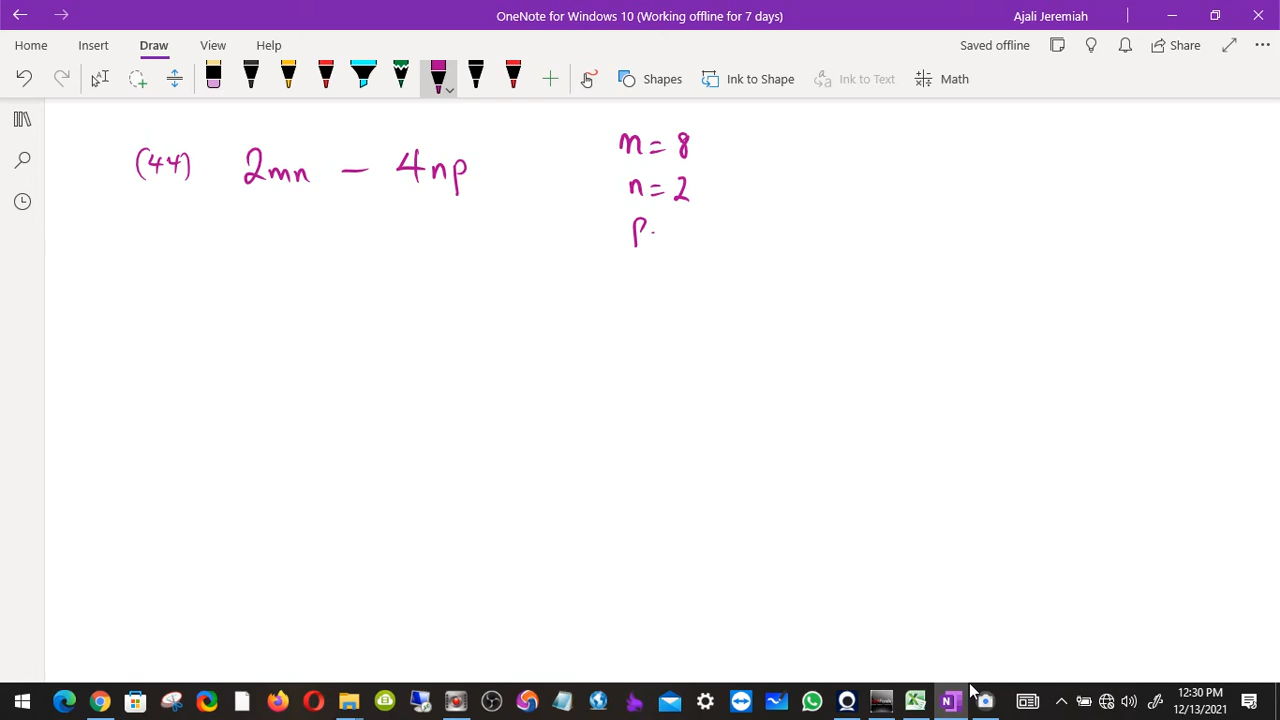 OneNote for Windows 10 (Working offline for 7 days)
Ajali Jeremiah
Home Insert Draw View Help
Saved offline Share
Shapes Ink to Shape Ink to Text Math
(44) 2mn - 4np
m = 8
n = 2
p.
12:30 PM
12/13/2021